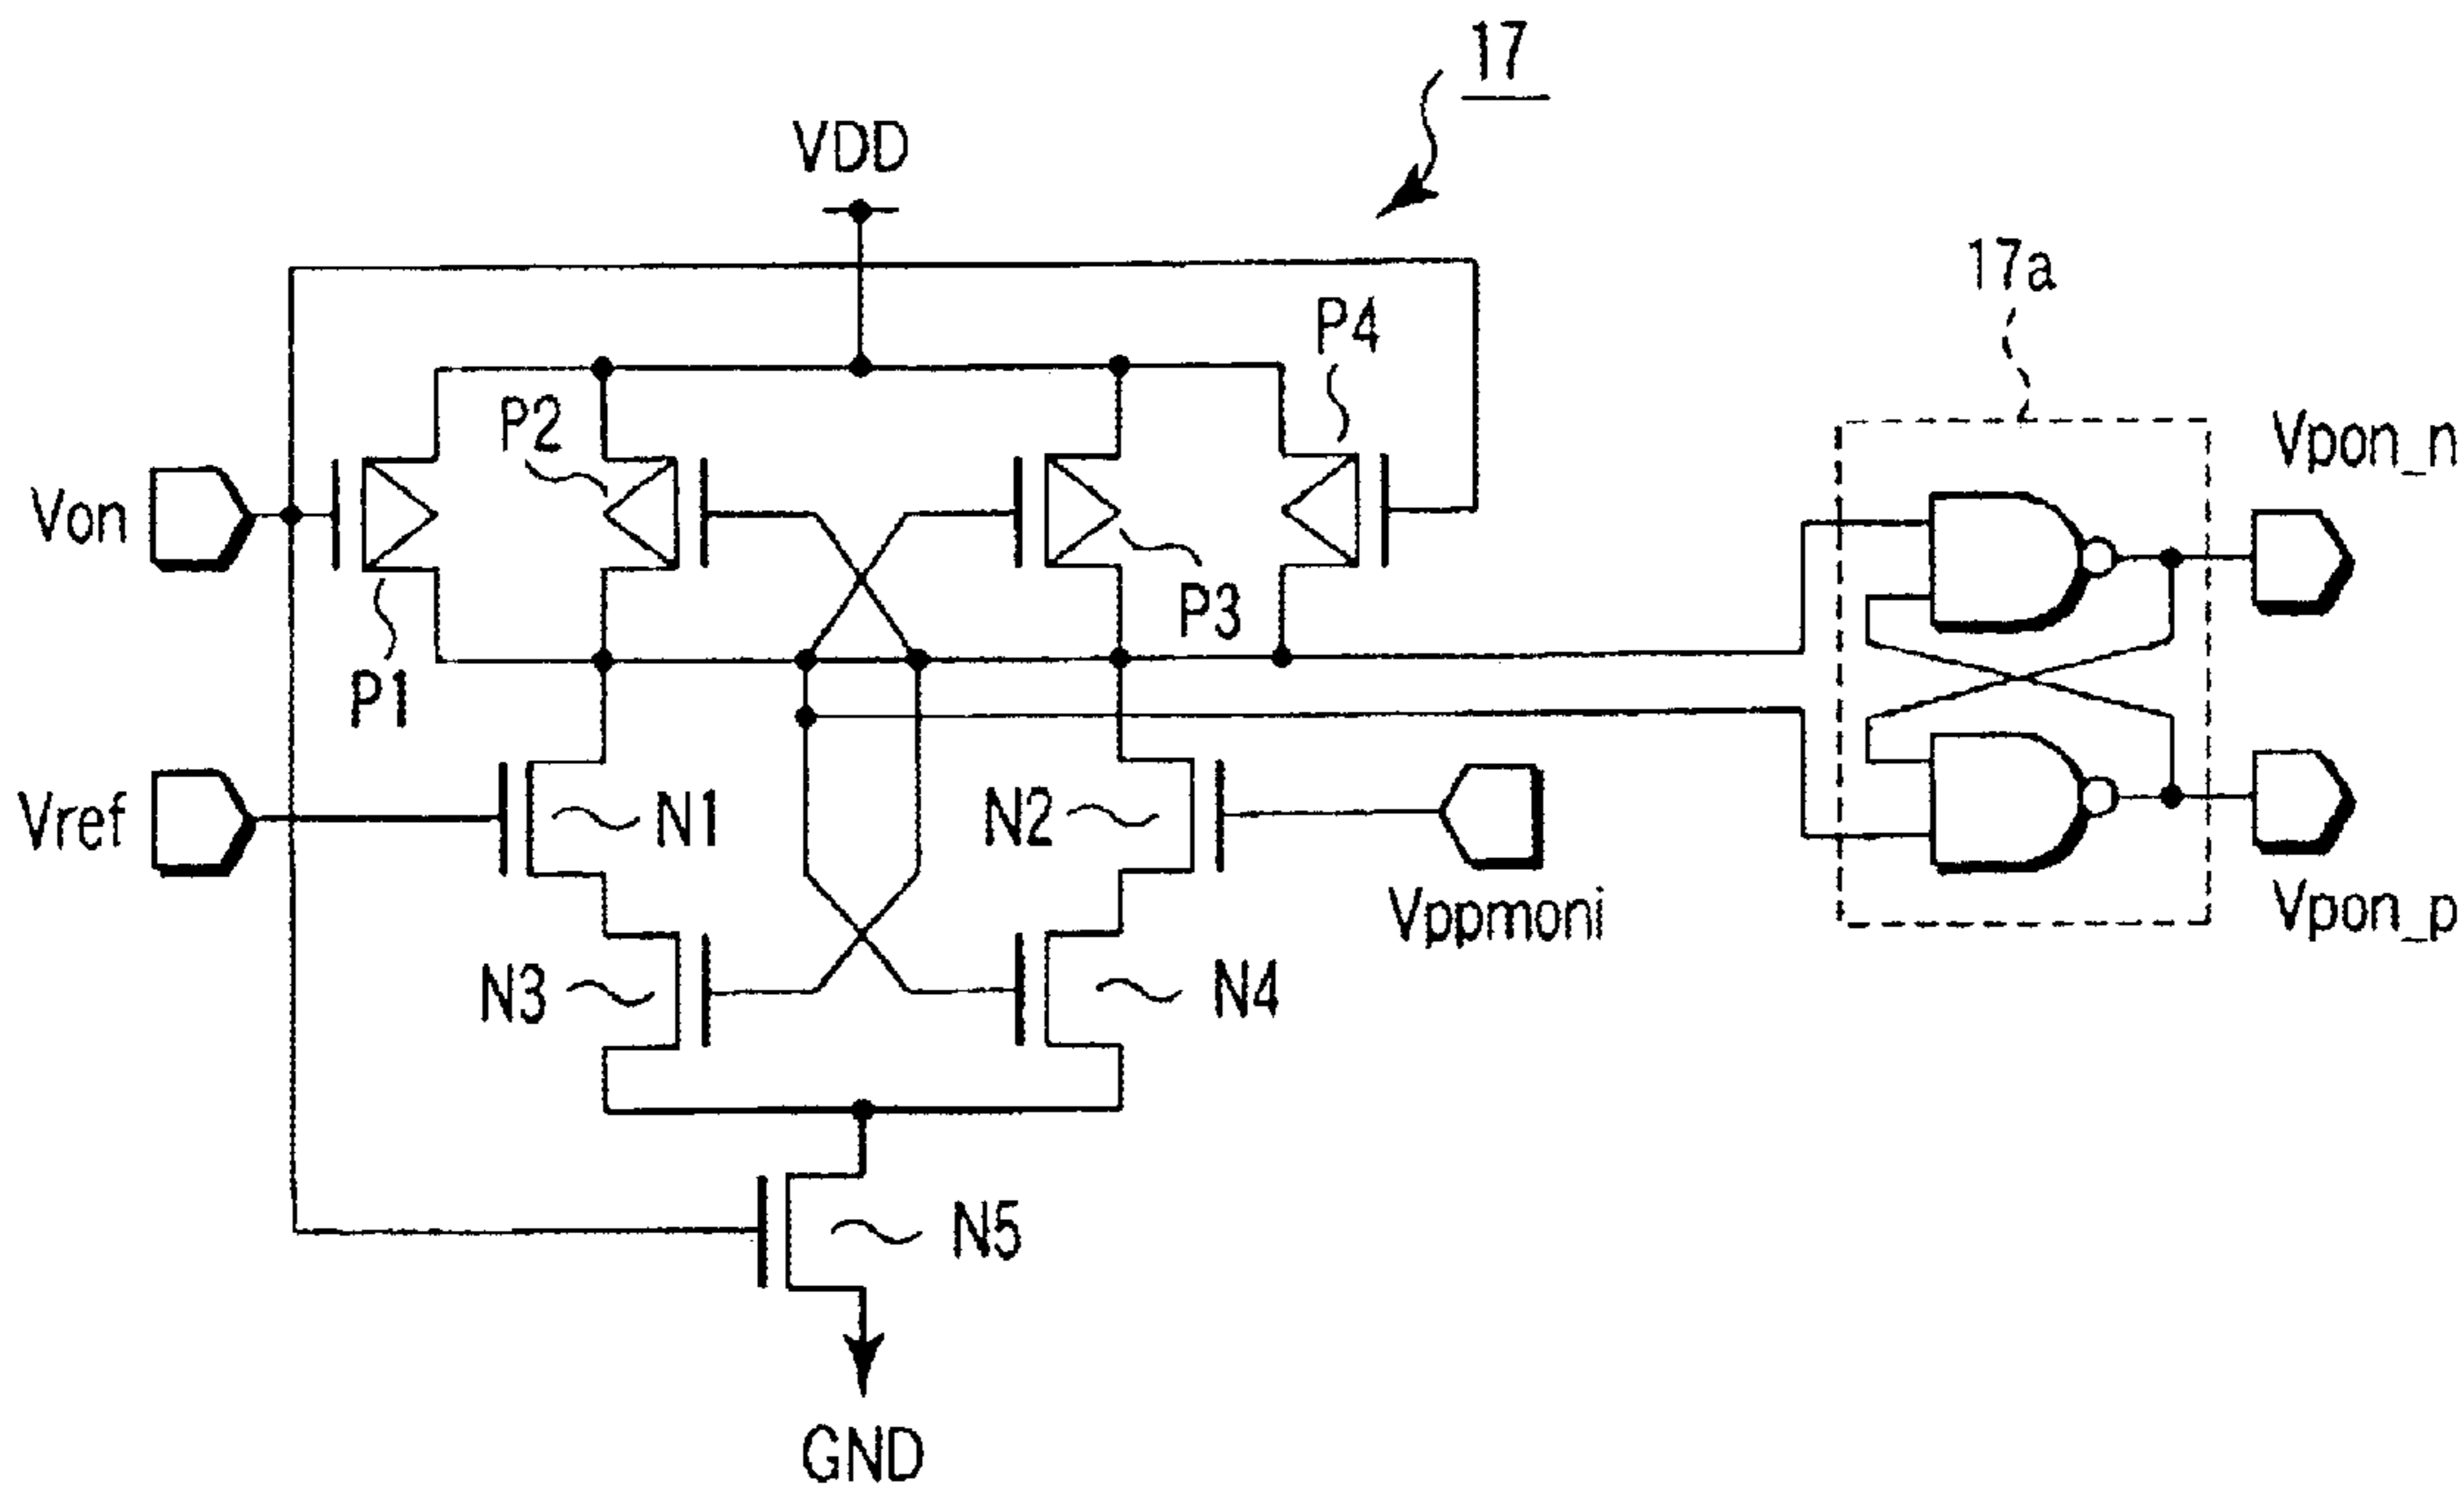 17
VDD
17a
P4
Vpon_n
P2
Von
P3
P1
Vref
N1
N2
Vppmoni
Vpon_p
N3
N4
N5
GND